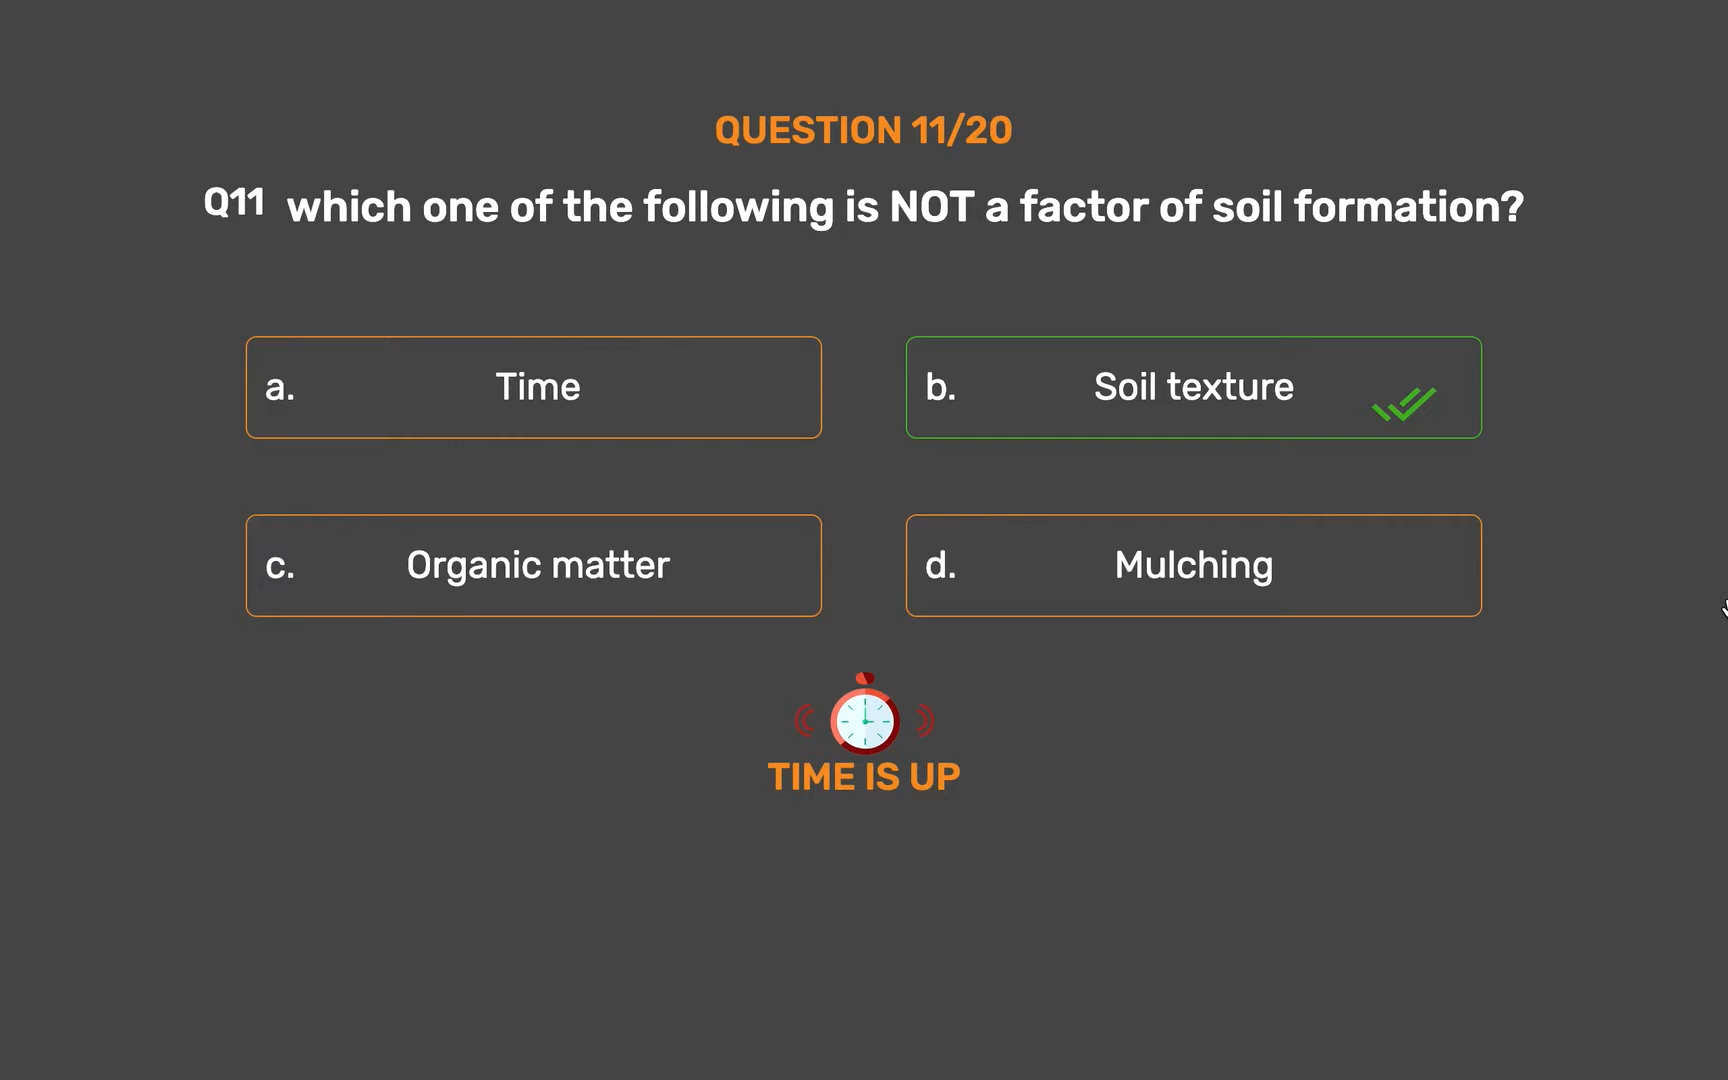 QUESTION 11/20
Q11 which one of the following is NOT a factor of soil formation?
a. Time
b. Soil texture
c. Organic matter
d. Mulching
TIME IS UP